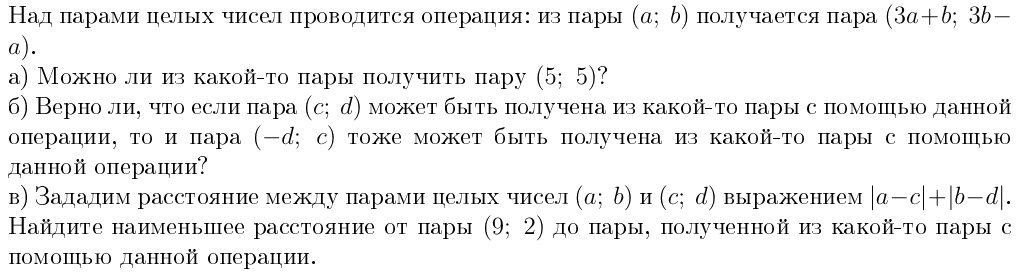 Над парами целых чисел проводится операция: из пары (a; b) получается пара (3a+b; 3b−
a).
а) Можно ли из какой-то пары получить пару (5; 5)?
б) Верно ли, что если пара (c; d) может быть получена из какой-то пары с помощью данной
операции, то и пара (−d; c) тоже может быть получена из какой-то пары с помощью
данной операции?
в) Зададим расстояние между парами целых чисел (a; b) и (c; d) выражением |a−c|+|b−d|.
Найдите наименьшее расстояние от пары (9; 2) до пары, полученной из какой-то пары с
помощью данной операции.